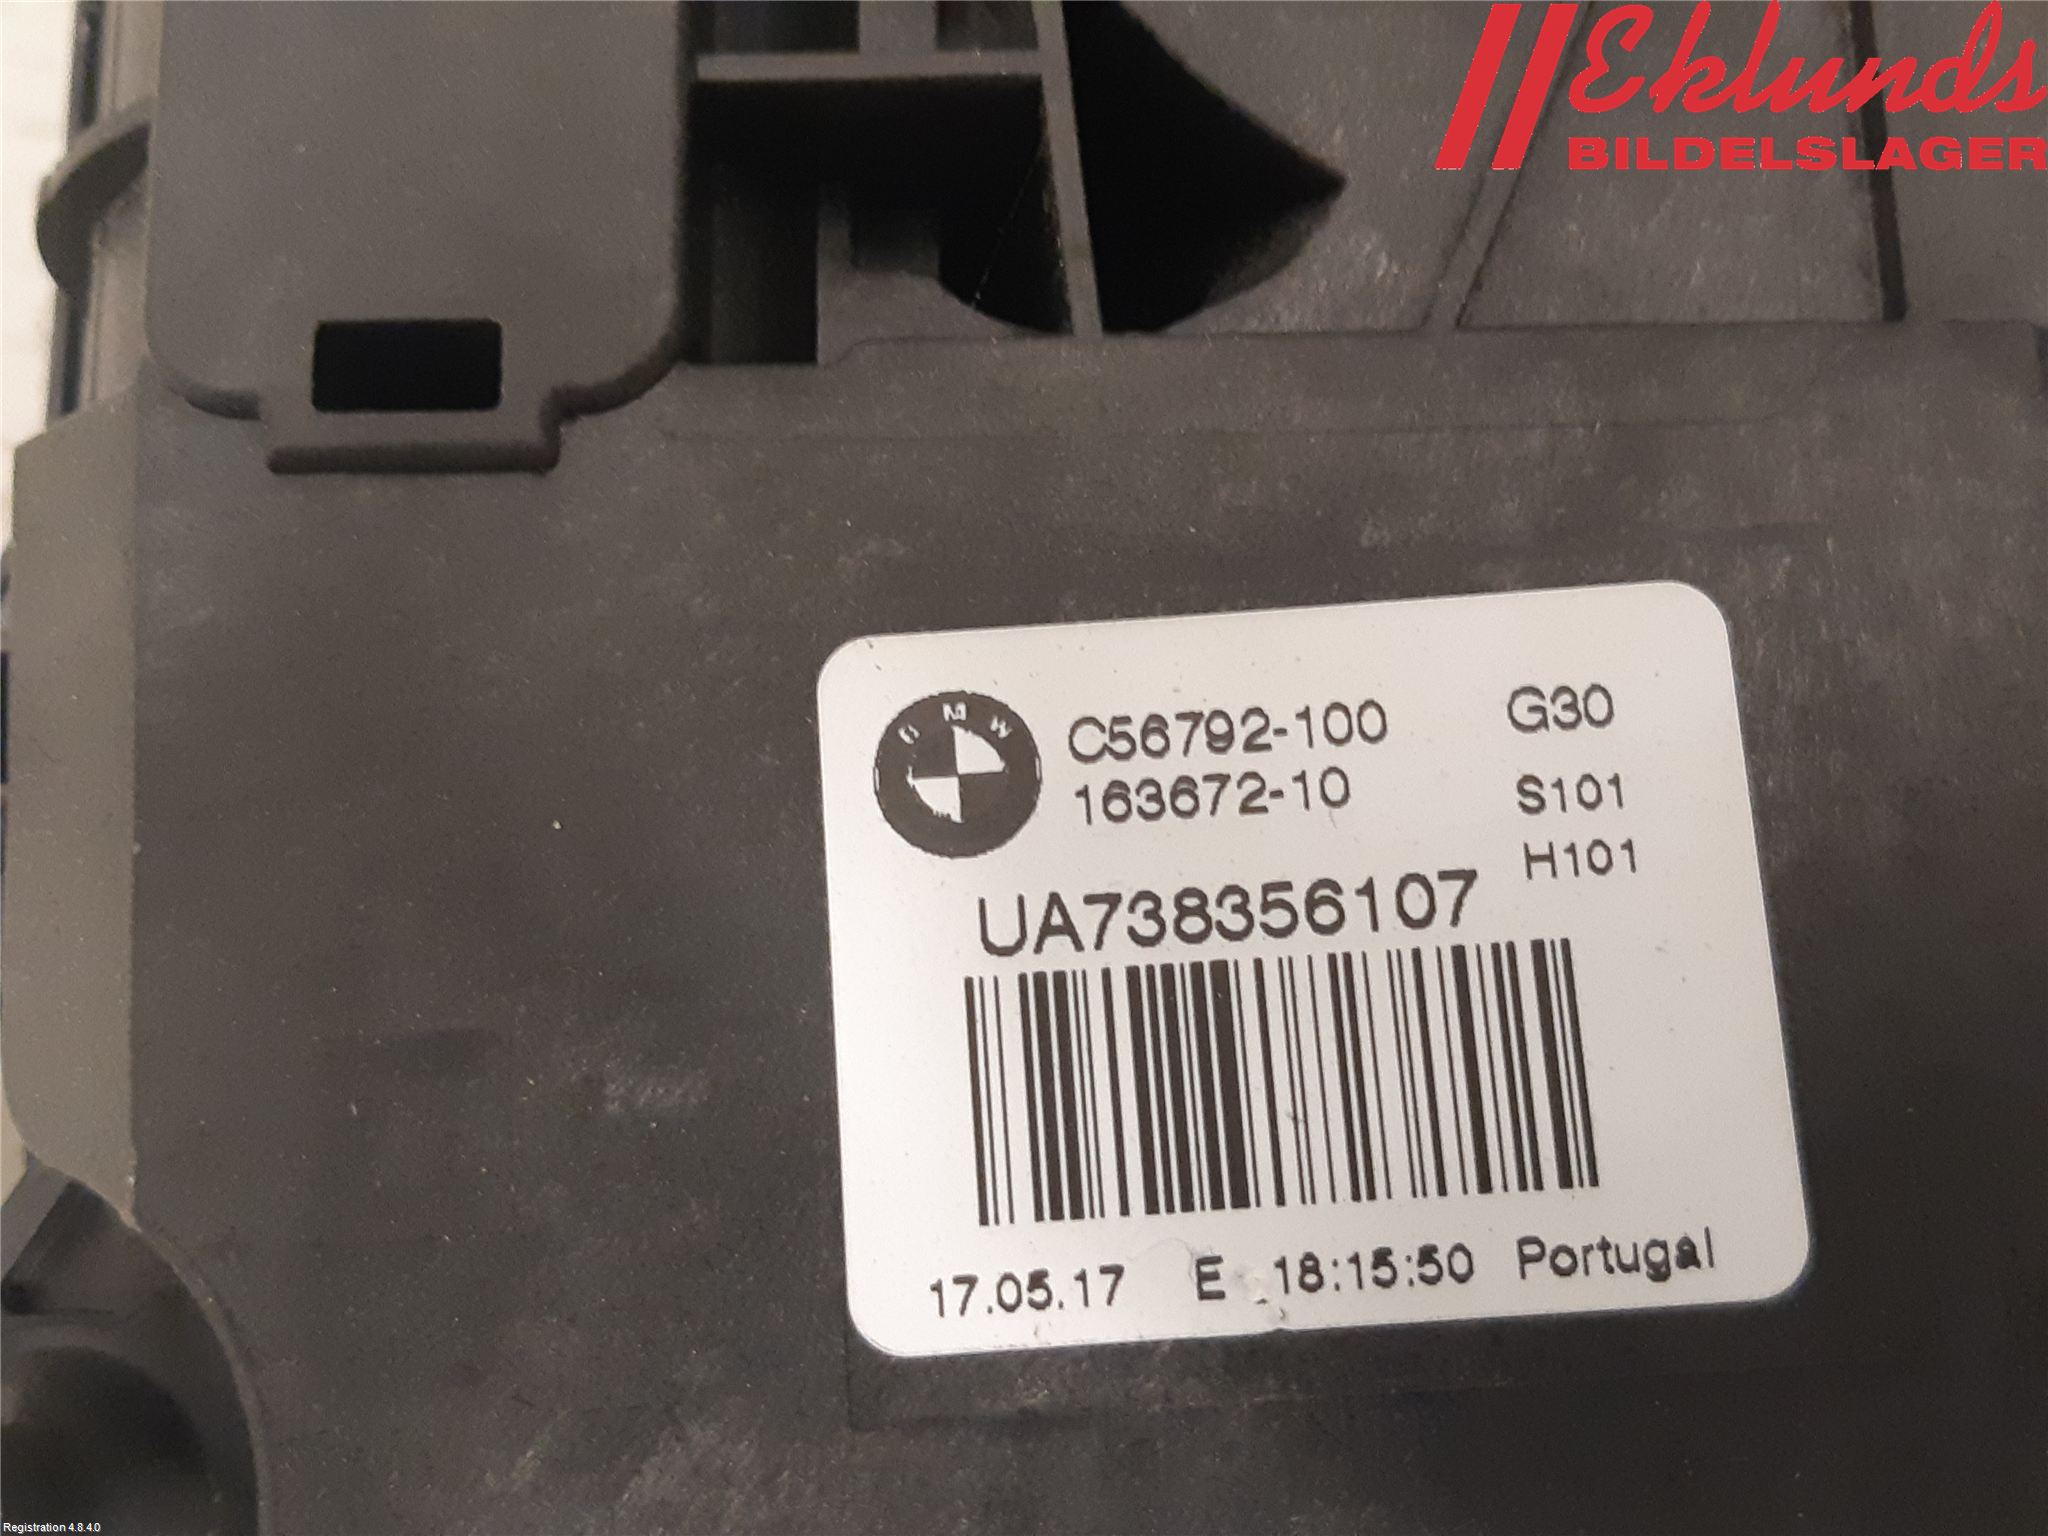 Eklunds
BILDELSLAGER
BMW
C56792-100 G30
163672-10 S101
H101
UA738356107
17.05.17 E 18:15:50 Portugal
Registration 4.8.4.0